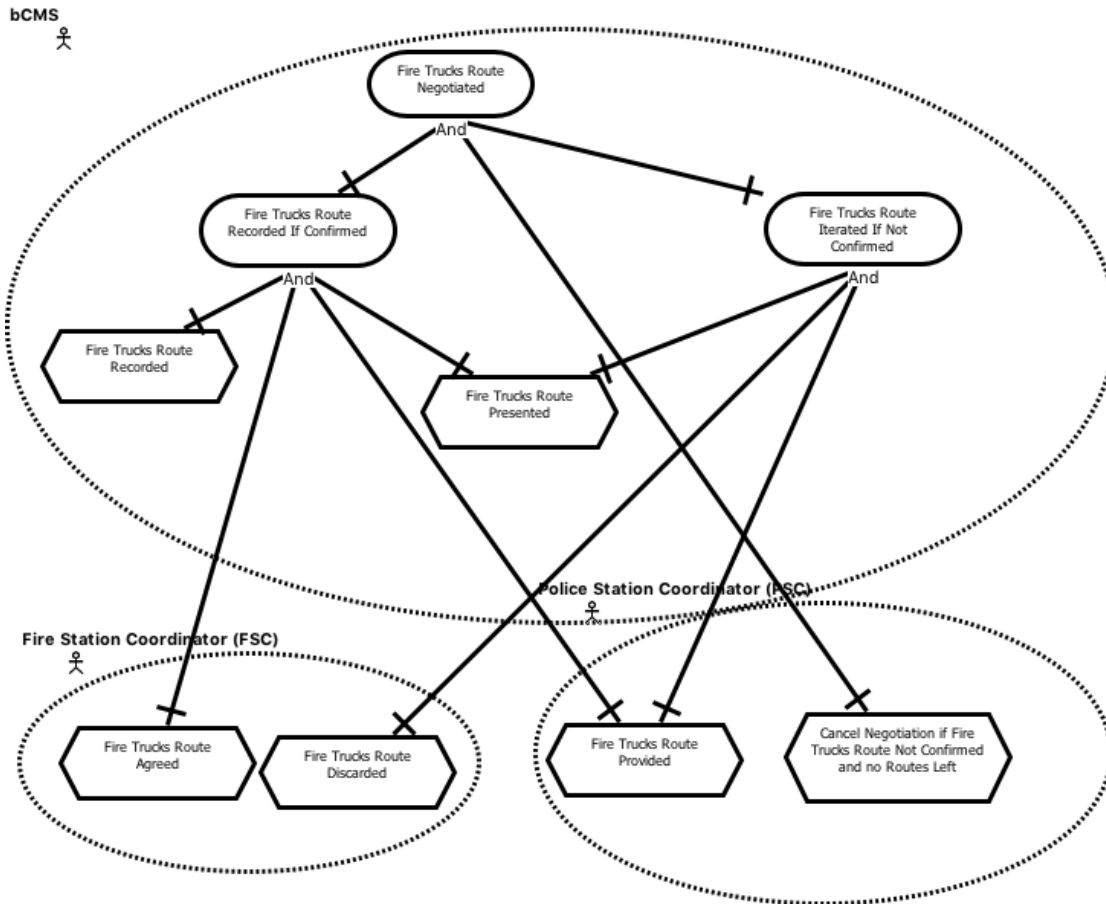 bCMS
Fire Trucks Route
Negotiated
And
Fire Trucks Route
Recorded If Confirmed
Fire Trucks Route
Iterated If Not
Confirmed
And
And
Fire Trucks Route
Recorded
Fire Trucks Route
Presented
Police Station Coordinator (PSC)
Fire Station Coordinator (FSC)
Fire Trucks Route
Agreed
Fire Trucks Route
Discarded
Fire Trucks Route
Provided
Cancel Negotiation if Fire
Trucks Route Not Confirmed
and no Routes Left